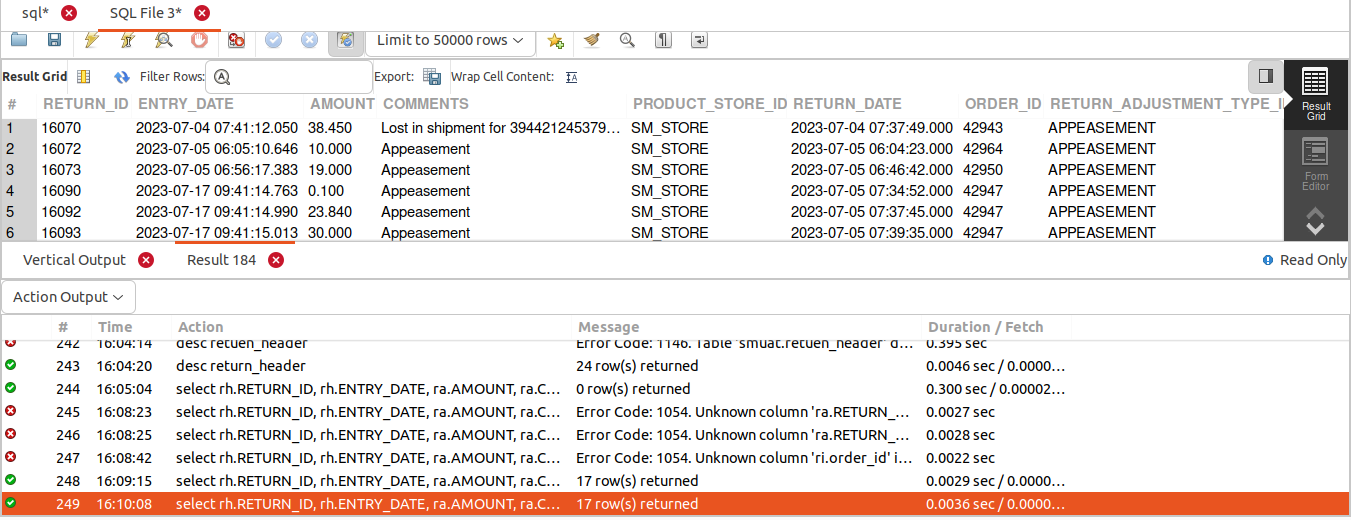 sql* SQL File 3*
Limit to 50000 rows
Result Grid Filter Rows: Export: Wrap Cell Content:
# RETURN_ID ENTRY_DATE AMOUNT COMMENTS PRODUCT_STORE_ID RETURN_DATE ORDER_ID RETURN_ADJUSTMENT_TYPE_I
1 16070 2023-07-04 07:41:12.050 38.450 Lost in shipment for 394421245379... SM_STORE 2023-07-04 07:37:49.000 42943 APPEASEMENT
2 16072 2023-07-05 06:05:10.646 10.000 Appeasement SM_STORE 2023-07-05 06:04:23.000 42964 APPEASEMENT
3 16073 2023-07-05 06:56:17.383 19.000 Appeasement SM_STORE 2023-07-05 06:46:42.000 42950 APPEASEMENT
4 16090 2023-07-17 09:41:14.763 0.100 Appeasement SM_STORE 2023-07-05 07:34:52.000 42947 APPEASEMENT
5 16092 2023-07-17 09:41:14.990 23.840 Appeasement SM_STORE 2023-07-05 07:37:45.000 42947 APPEASEMENT
6 16093 2023-07-17 09:41:15.013 30.000 Appeasement SM_STORE 2023-07-05 07:39:35.000 42947 APPEASEMENT
Result
Grid
Form
Editor
Vertical Output Result 184 Read Only
Action Output
# Time Action Message Duration / Fetch
242 16:04:14 desc retuen_header Error Code: 1146. Table 'smuat.retuen_header' d... 0.395 sec
243 16:04:20 desc return_header 24 row(s) returned 0.0046 sec / 0.0000...
244 16:05:04 select rh.RETURN_ID, rh.ENTRY_DATE, ra.AMOUNT, ra.C... 0 row(s) returned 0.300 sec / 0.00002...
245 16:08:23 select rh.RETURN_ID, rh.ENTRY_DATE, ra.AMOUNT, ra.C... Error Code: 1054. Unknown column 'ra.RETURN_... 0.0027 sec
246 16:08:25 select rh.RETURN_ID, rh.ENTRY_DATE, ra.AMOUNT, ra.C... Error Code: 1054. Unknown column 'ra.RETURN_... 0.0028 sec
247 16:08:42 select rh.RETURN_ID, rh.ENTRY_DATE, ra.AMOUNT, ra.C... Error Code: 1054. Unknown column 'ri.order_id' i... 0.0022 sec
248 16:09:15 select rh.RETURN_ID, rh.ENTRY_DATE, ra.AMOUNT, ra.C... 17 row(s) returned 0.0029 sec / 0.0000...
249 16:10:08 select rh.RETURN_ID, rh.ENTRY_DATE, ra.AMOUNT, ra.C... 17 row(s) returned 0.0036 sec / 0.0000...